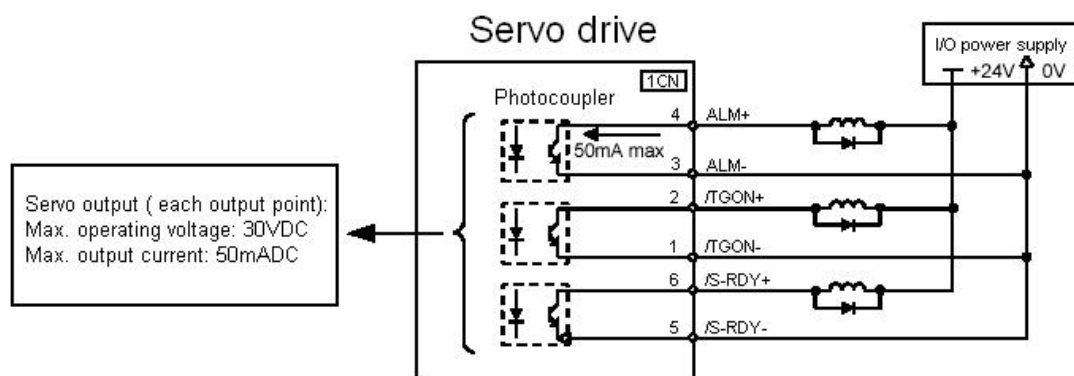 Servo drive
I/O power supply
+24V 0V
1CN
Photocoupler
4 ALM+
50mA max
3 ALM-
2 /TGON+
1 /TGON-
6 /S-RDY+
5 /S-RDY-
Servo output ( each output point):
Max. operating voltage: 30VDC
Max. output current: 50mADC